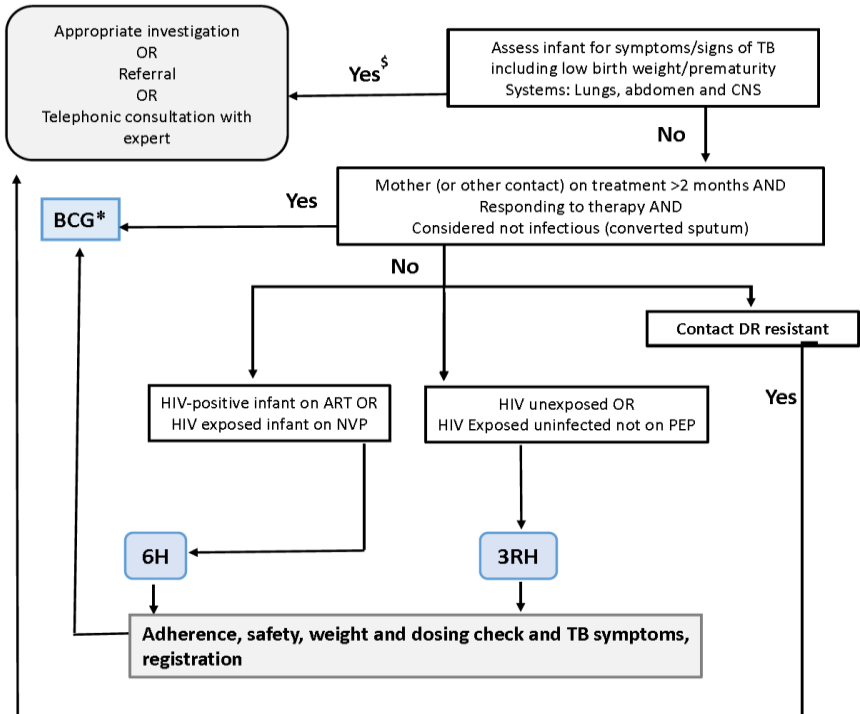 Appropriate investigation
OR
Referral
OR
Telephonic consultation with
expert
Yes$
Assess infant for symptoms/signs of TB
including low birth weight/prematurity
Systems: Lungs, abdomen and CNS
No
Mother (or other contact) on treatment >2 months AND
Responding to therapy AND
Considered not infectious (converted sputum)
Yes
BCG*
No
Contact DR resistant
Yes
HIV-positive infant on ART OR
HIV exposed infant on NVP
HIV unexposed OR
HIV Exposed uninfected not on PEP
6H
3RH
Adherence, safety, weight and dosing check and TB symptoms,
registration